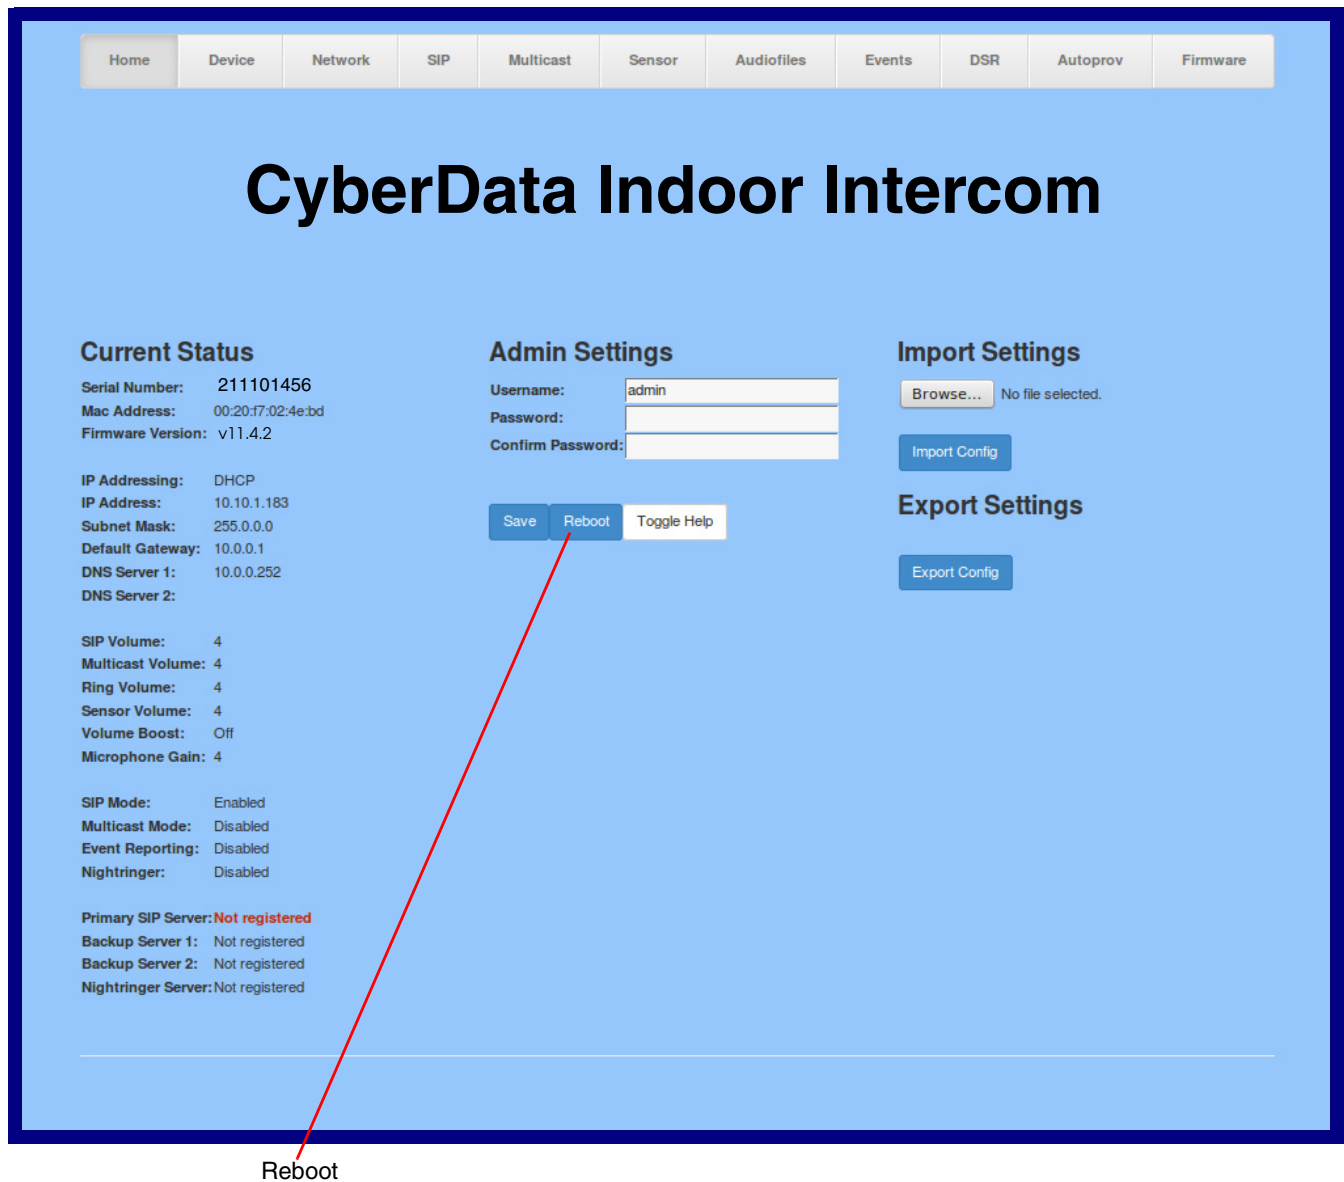 Home Device Network SIP Multicast Sensor Audiofiles Events DSR Autoprov Firmware
CyberData Indoor Intercom
Current Status
Serial Number: 211101456
Mac Address: 00:20:f7:02:4e:bd
Firmware Version: v11.4.2
IP Addressing: DHCP
IP Address: 10.10.1.183
Subnet Mask: 255.0.0.0
Default Gateway: 10.0.0.1
DNS Server 1: 10.0.0.252
DNS Server 2:
SIP Volume: 4
Multicast Volume: 4
Ring Volume: 4
Sensor Volume: 4
Volume Boost: Off
Microphone Gain: 4
SIP Mode: Enabled
Multicast Mode: Disabled
Event Reporting: Disabled
Nightringer: Disabled
Primary SIP Server: Not registered
Backup Server 1: Not registered
Backup Server 2: Not registered
Nightringer Server: Not registered
Admin Settings
Username: admin
Password:
Confirm Password:
Save Reboot Toggle Help
Import Settings
Browse... No file selected.
Import Config
Export Settings
Export Config
Reboot